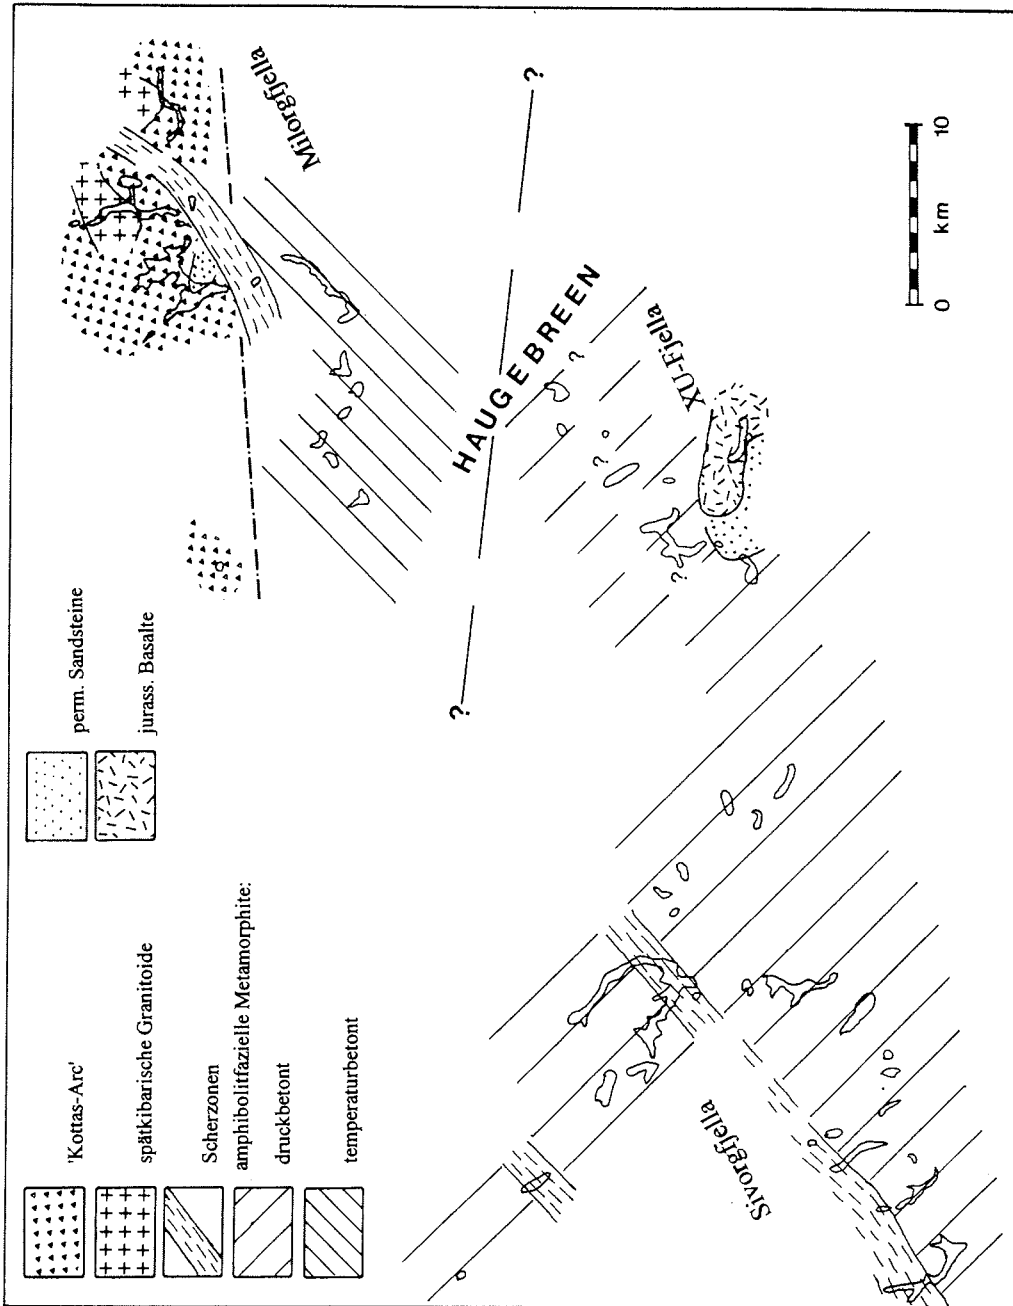 'Kottas-Arc'
spätkibarische Granitoide
Scherzonen
amphibolitfazielle Metamorphite:
druckbetont
temperaturbetont
perm. Sandsteine
jurass. Basalte
Milorgfjella
?
?
HAUGEBREEN
?
?
?
XU-Fjella
Sivorgfjella
0 10
km